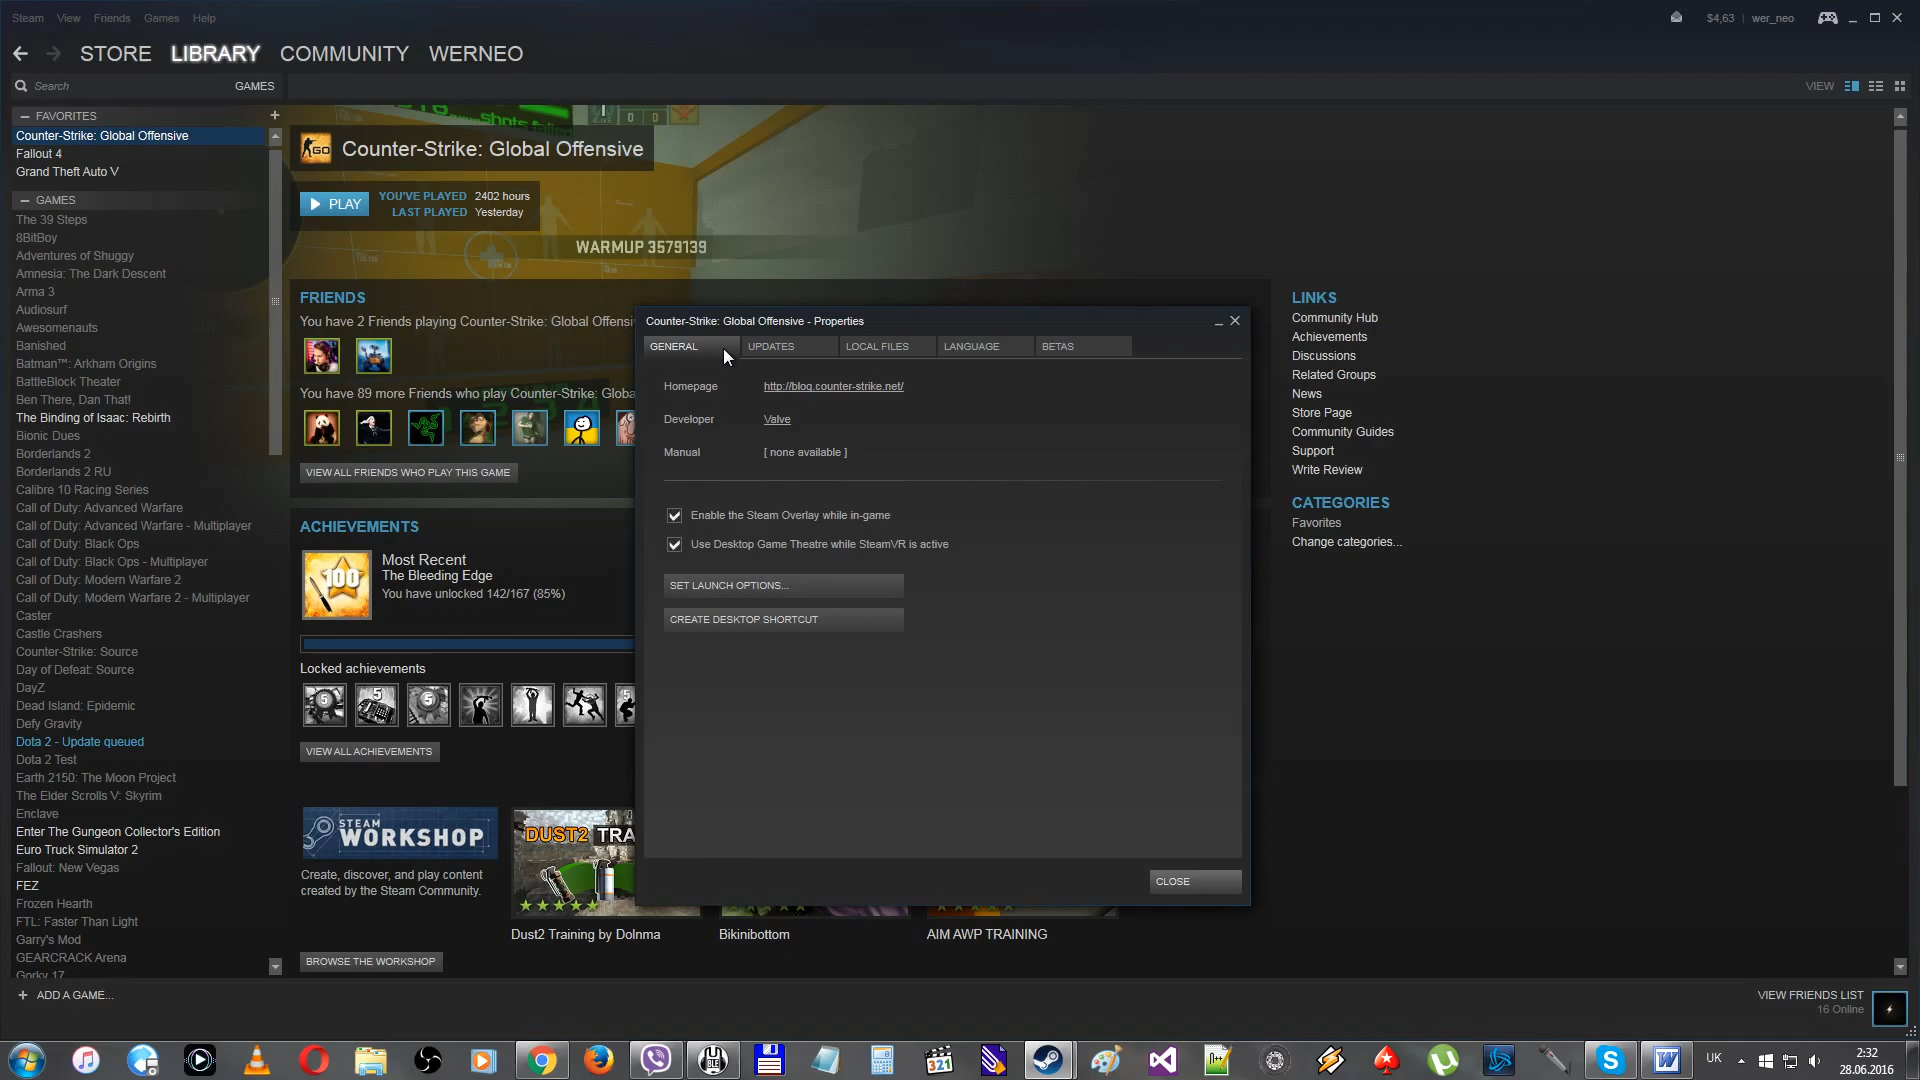 Steam View Friends Games Help
$4,63 | wer_neo
STORE LIBRARY COMMUNITY WERNEO
Search GAMES
VIEW
FAVORITES
Counter-Strike: Global Offensive
Fallout 4
Grand Theft Auto V
GAMES
The 39 Steps
8BitBoy
Adventures of Shuggy
Amnesia: The Dark Descent
Arma 3
Audiosurf
Awesomenauts
Banished
Batman™: Arkham Origins
BattleBlock Theater
Ben There, Dan That!
The Binding of Isaac: Rebirth
Bionic Dues
Borderlands 2
Borderlands 2 RU
Calibre 10 Racing Series
Call of Duty: Advanced Warfare
Call of Duty: Advanced Warfare - Multiplayer
Call of Duty: Black Ops
Call of Duty: Black Ops - Multiplayer
Call of Duty: Modern Warfare 2
Call of Duty: Modern Warfare 2 - Multiplayer
Caster
Castle Crashers
Counter-Strike: Source
Day of Defeat: Source
DayZ
Dead Island: Epidemic
Defy Gravity
Dota 2 - Update queued
Dota 2 Test
Earth 2150: The Moon Project
The Elder Scrolls V: Skyrim
Enclave
Enter The Gungeon Collector's Edition
Euro Truck Simulator 2
Fallout: New Vegas
FEZ
Frozen Hearth
FTL: Faster Than Light
Garry's Mod
GEARCRACK Arena
Gorky 17
ADD A GAME...
shots failed
0 0
GO
Counter-Strike: Global Offensive
PLAY
YOU'VE PLAYED 2402 hours
LAST PLAYED Yesterday
WARMUP 3579139
FRIENDS
You have 2 Friends playing Counter-Strike: Global Offensi
You have 89 more Friends who play Counter-Strike: Globa
VIEW ALL FRIENDS WHO PLAY THIS GAME
ACHIEVEMENTS
100
Most Recent
The Bleeding Edge
You have unlocked 142/167 (85%)
Locked achievements
5 5 5 5
VIEW ALL ACHIEVEMENTS
STEAM
WORKSHOP
Create, discover, and play content
created by the Steam Community.
BROWSE THE WORKSHOP
DUST2 TRA
Dust2 Training by Dolnma
Bikinibottom
AIM AWP TRAINING
Counter-Strike: Global Offensive - Properties
GENERAL UPDATES LOCAL FILES LANGUAGE BETAS
Homepage http://blog.counter-strike.net/
Developer Valve
Manual [ none available ]
Enable the Steam Overlay while in-game
Use Desktop Game Theatre while SteamVR is active
SET LAUNCH OPTIONS...
CREATE DESKTOP SHORTCUT
CLOSE
LINKS
Community Hub
Achievements
Discussions
Related Groups
News
Store Page
Community Guides
Support
Write Review
CATEGORIES
Favorites
Change categories...
VIEW FRIENDS LIST
16 Online
321
UK
2:32
28.06.2016